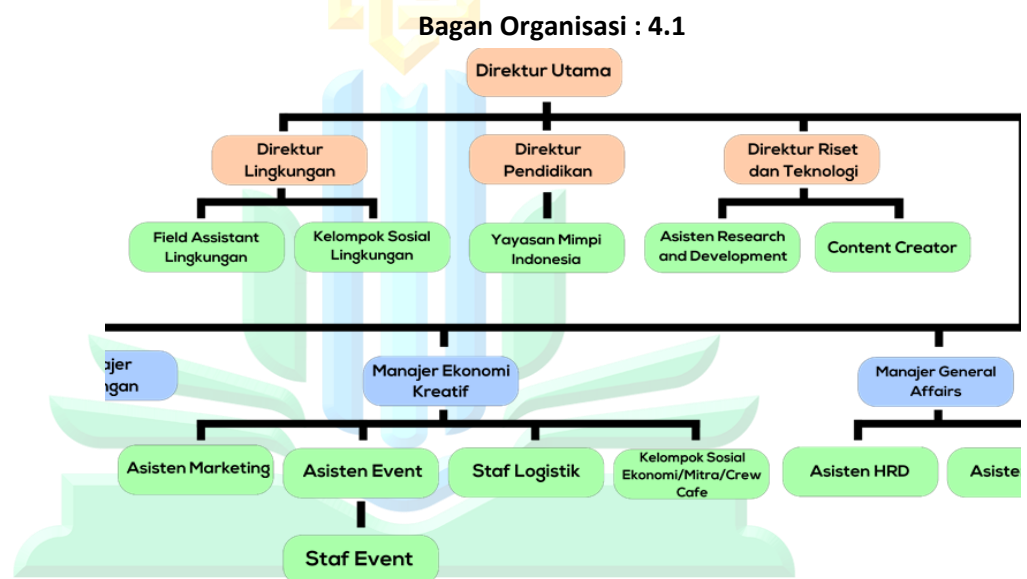 Bagan Organisasi : 4.1
Direktur Utama
Direktur
Lingkungan
Direktur
Pendidikan
Direktur Riset
dan Teknologi
Field Assistant
Lingkungan
Kelompok Sosial
Lingkungan
Yayasan Mimpi
Indonesia
Asisten Research
and Development
Content Creator
Manajer Ekonomi
Kreatif
Manajer General
Affairs
Asisten Marketing
Asisten Event
Staf Logistik
Kelompok Sosial
Ekonomi/Mitra/Crew
Cafe
Asisten HRD
Staf Event